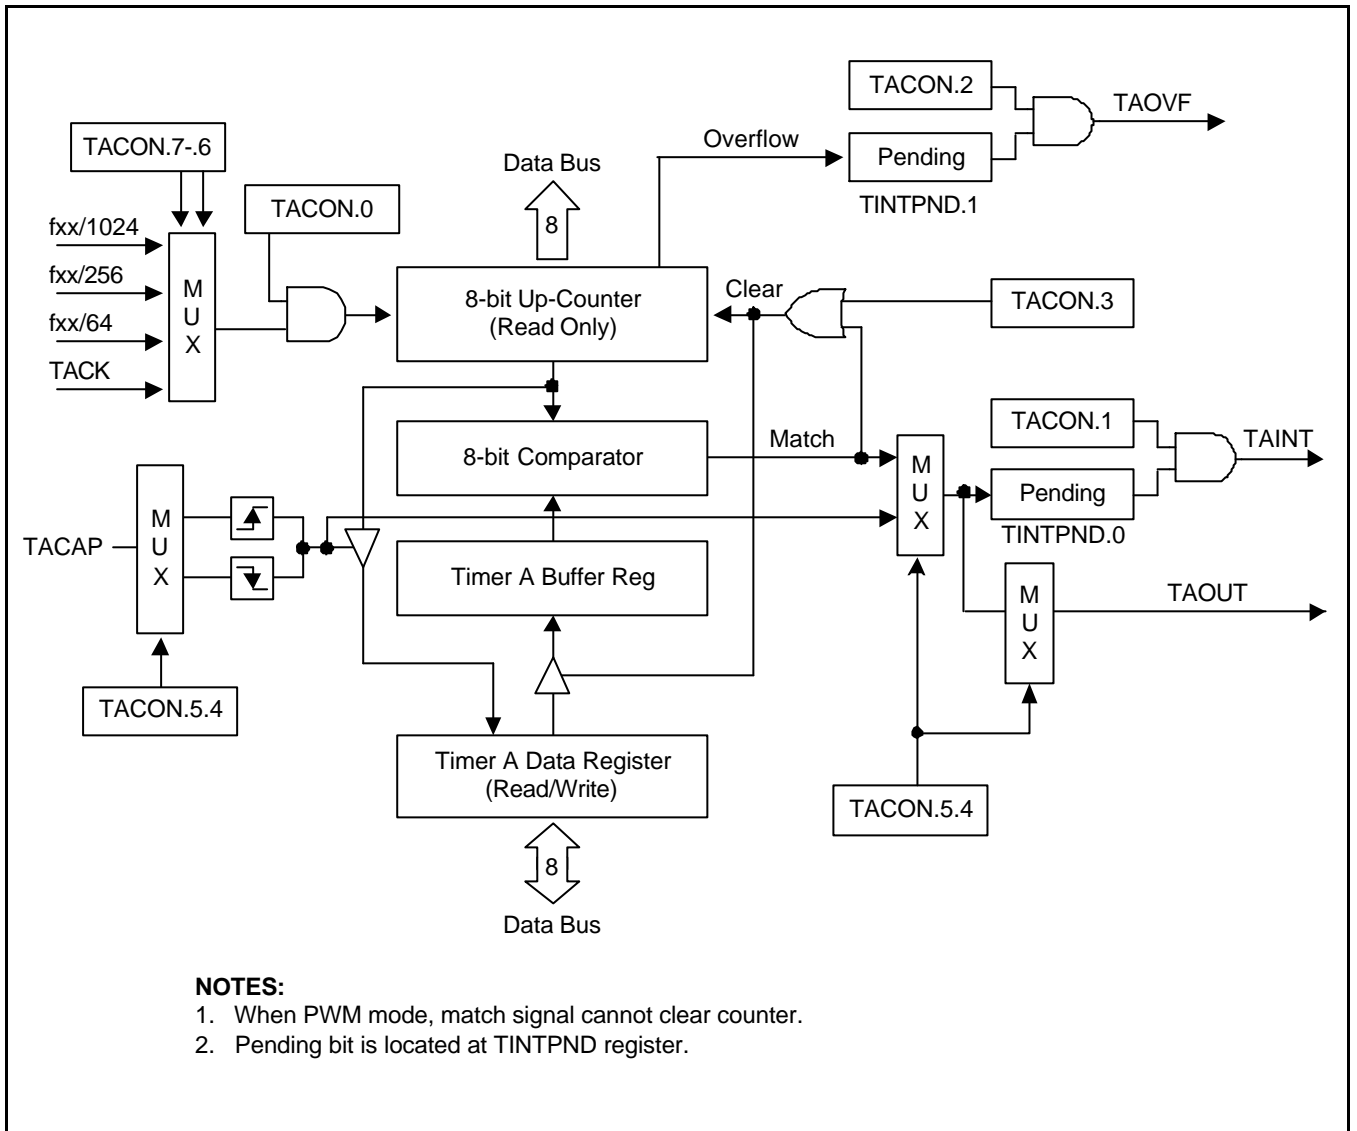 TACON.2
TAOVF
TACON.7-.6
Overflow
Pending
Data Bus
TINTPND.1
TACON.0
8
fxx/1024
fxx/256
fxx/64
TACK
M
U
X
8-bit Up-Counter
(Read Only)
Clear
TACON.3
TACON.1
TAINT
8-bit Comparator
Match
M
U
X
Pending
TINTPND.0
TACAP
M
U
X
Timer A Buffer Reg
M
U
X
TAOUT
TACON.5.4
Timer A Data Register
(Read/Write)
TACON.5.4
8
Data Bus
NOTES:
1. When PWM mode, match signal cannot clear counter.
2. Pending bit is located at TINTPND register.